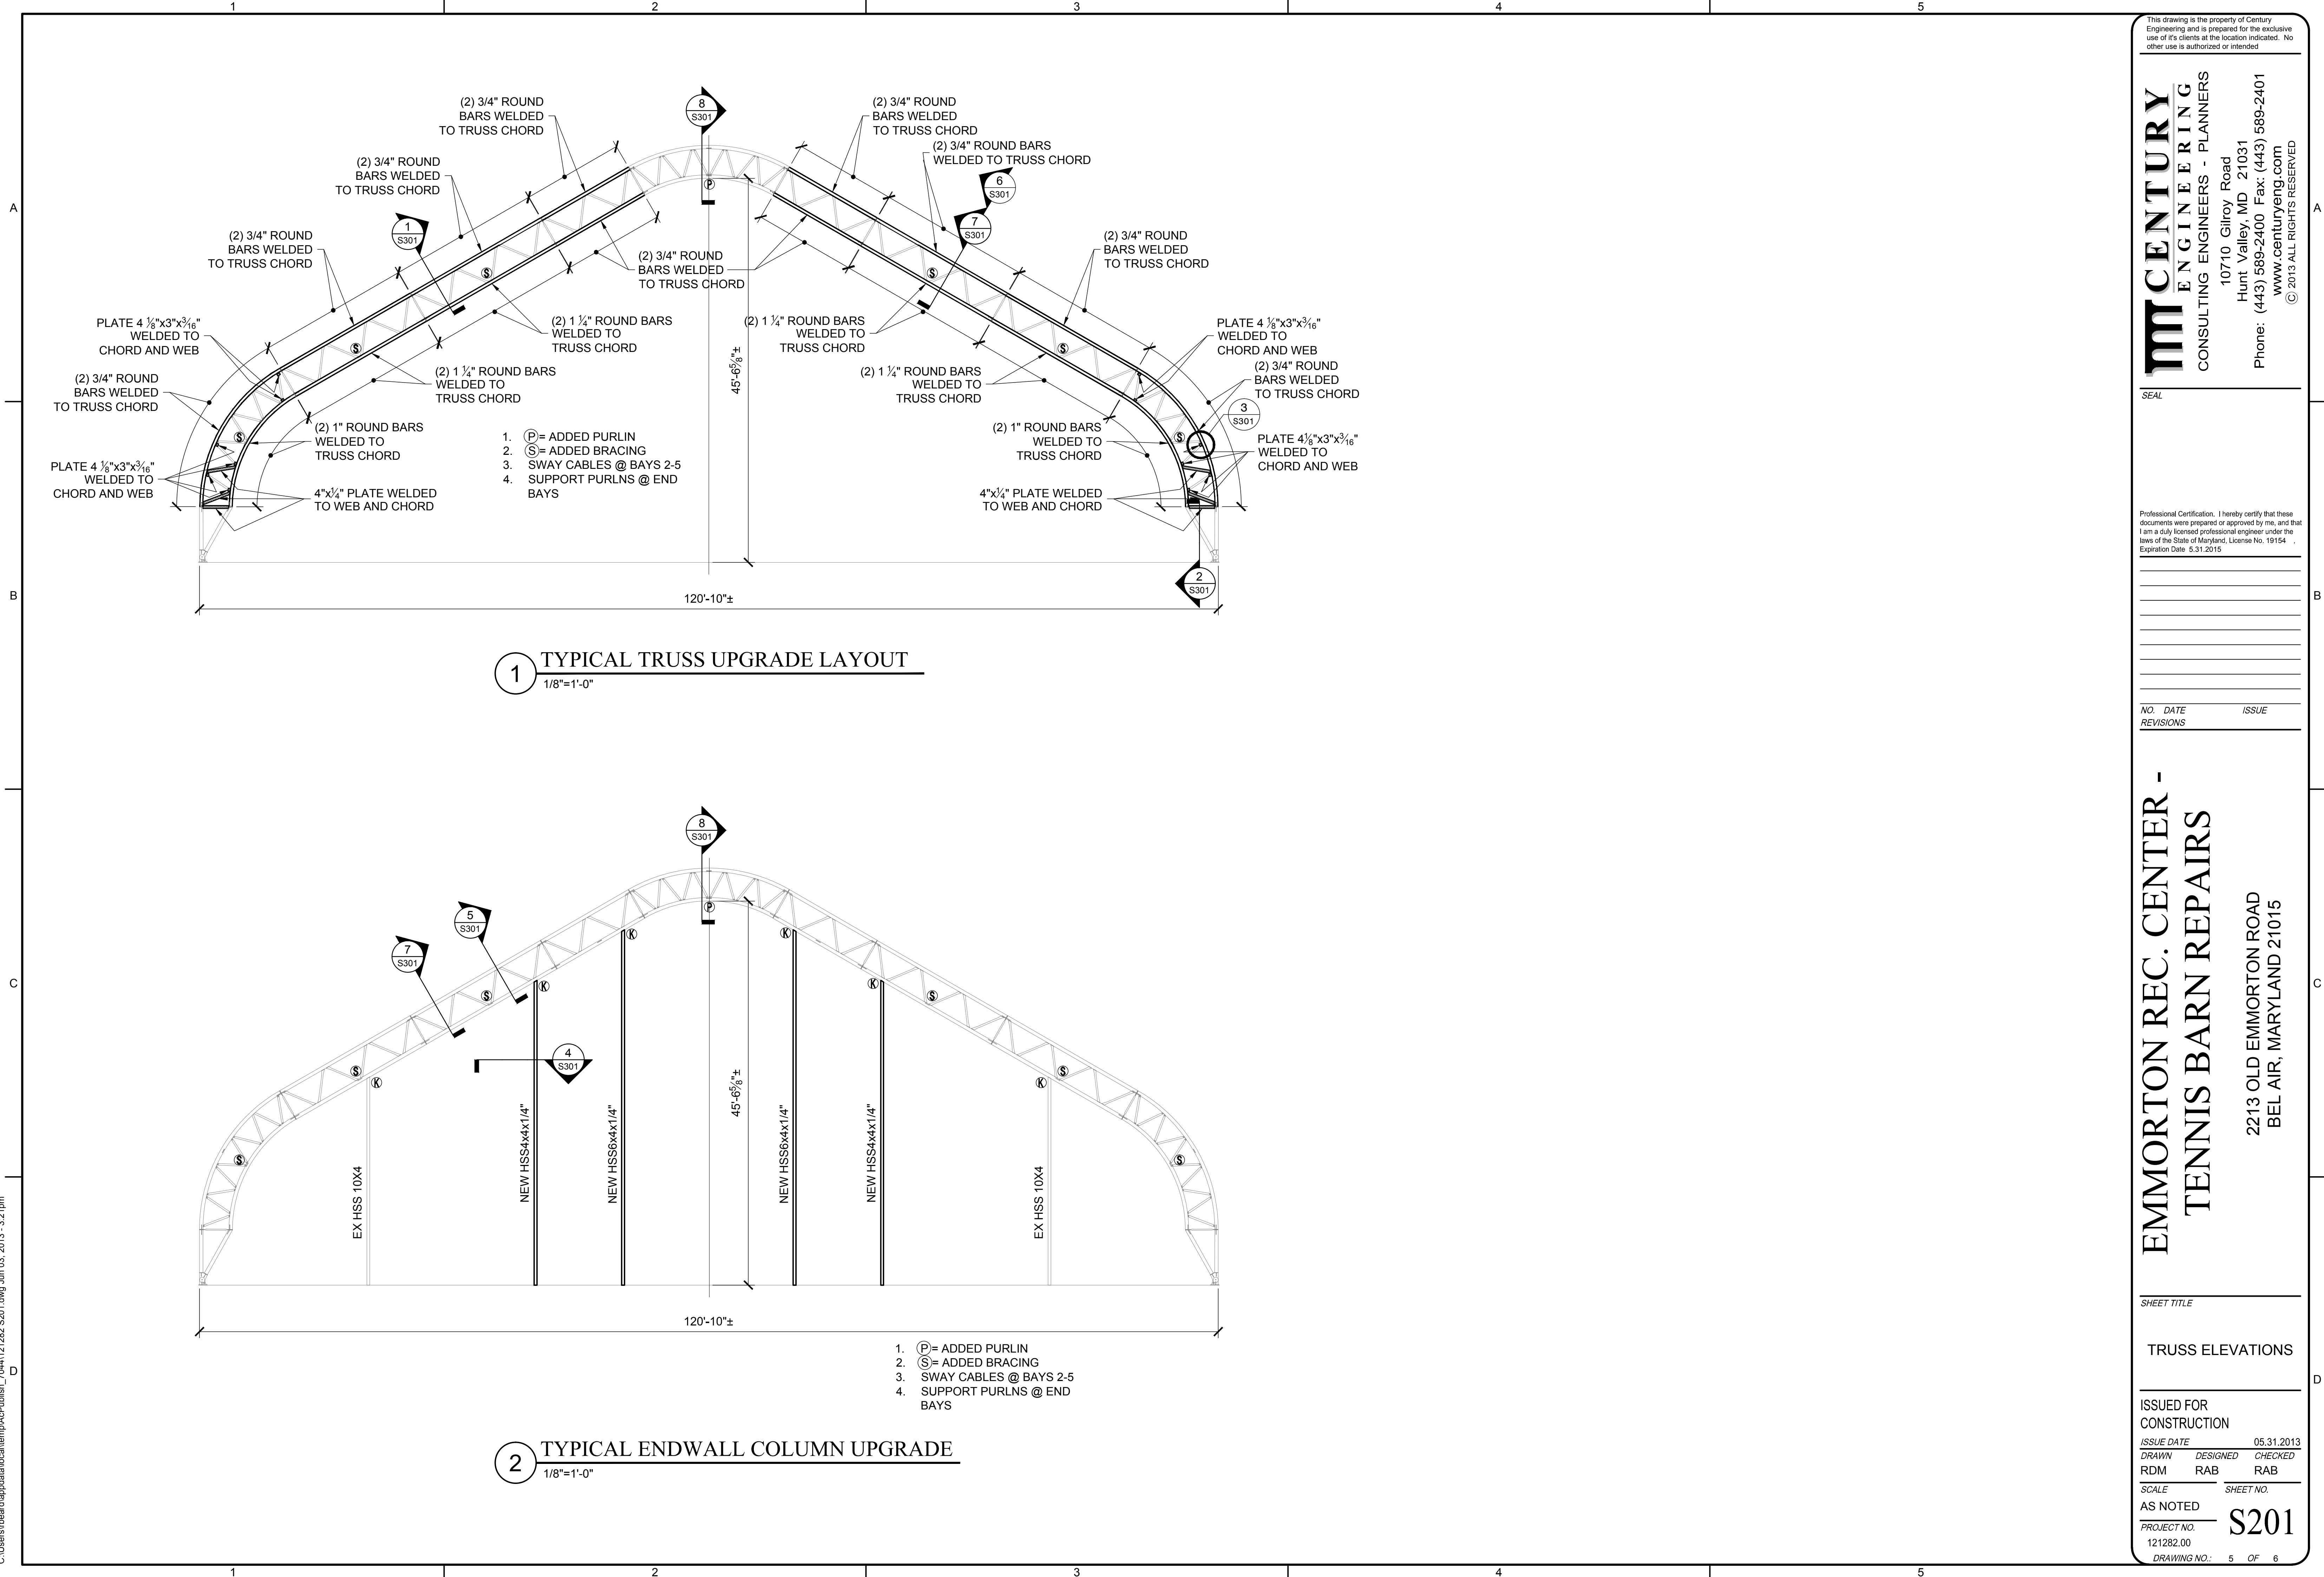 1
2
3
4
5
A
B
C
D
(2) 3/4" ROUND
BARS WELDED
TO TRUSS CHORD
(2) 3/4" ROUND
BARS WELDED
TO TRUSS CHORD
(2) 3/4" ROUND
BARS WELDED
TO TRUSS CHORD
PLATE 4 ⅛"x3"x3⁄16"
WELDED TO
CHORD AND WEB
(2) 3/4" ROUND
BARS WELDED
TO TRUSS CHORD
PLATE 4 ⅛"x3"x3⁄16"
WELDED TO
CHORD AND WEB
1
S301
8
S301
P
S
S
S
(2) 3/4" ROUND
BARS WELDED
TO TRUSS CHORD
(2) 1 ¼" ROUND BARS
WELDED TO
TRUSS CHORD
(2) 1 ¼" ROUND BARS
WELDED TO
TRUSS CHORD
(2) 1" ROUND BARS
WELDED TO
TRUSS CHORD
4"x¼" PLATE WELDED
TO WEB AND CHORD
1. P = ADDED PURLIN
2. S = ADDED BRACING
3. SWAY CABLES @ BAYS 2-5
4. SUPPORT PURLNS @ END
BAYS
45'-6⅝"±
120'-10"±
(2) 3/4" ROUND
BARS WELDED
TO TRUSS CHORD
(2) 3/4" ROUND BARS
WELDED TO TRUSS CHORD
6
S301
7
S301
(2) 3/4" ROUND
BARS WELDED
TO TRUSS CHORD
S
S
S
(2) 1 ¼" ROUND BARS
WELDED TO
TRUSS CHORD
(2) 1 ¼" ROUND BARS
WELDED TO
TRUSS CHORD
(2) 1" ROUND BARS
WELDED TO
TRUSS CHORD
4"x¼" PLATE WELDED
TO WEB AND CHORD
PLATE 4 ⅛"x3"x3⁄16"
WELDED TO
CHORD AND WEB
(2) 3/4" ROUND
BARS WELDED
TO TRUSS CHORD
3
S301
PLATE 4⅛"x3"x3⁄16"
WELDED TO
CHORD AND WEB
2
S301
1
TYPICAL TRUSS UPGRADE LAYOUT
1/8"=1'-0"
8
S301
5
S301
7
S301
4
S301
P
K
K
K
K
K
K
S
S
S
S
S
S
EX HSS 10X4
NEW HSS4x4x1/4"
NEW HSS6x4x1/4"
45'-6⅝"±
NEW HSS6x4x1/4"
NEW HSS4x4x1/4"
EX HSS 10X4
120'-10"±
1. P = ADDED PURLIN
2. S = ADDED BRACING
3. SWAY CABLES @ BAYS 2-5
4. SUPPORT PURLNS @ END
BAYS
2
TYPICAL ENDWALL COLUMN UPGRADE
1/8"=1'-0"
This drawing is the property of Century
Engineering and is prepared for the exclusive
use of it's clients at the location indicated. No
other use is authorized or intended
CENTURY
ENGINEERING
CONSULTING ENGINEERS - PLANNERS
10710 Gilroy Road
Hunt Valley, MD 21031
Phone: (443) 589-2400 Fax: (443) 589-2401
www.centuryeng.com
© 2013 ALL RIGHTS RESERVED
SEAL
Professional Certification. I hereby certify that these
documents were prepared or approved by me, and that
I am a duly licensed professional engineer under the
laws of the State of Maryland, License No. 19154 .
Expiration Date 5.31.2015
NO. DATE ISSUE
REVISIONS
EMMORTON REC. CENTER -
TENNIS BARN REPAIRS
2213 OLD EMMORTON ROAD
BEL AIR, MARYLAND 21015
SHEET TITLE
TRUSS ELEVATIONS
ISSUED FOR
CONSTRUCTION
ISSUE DATE 05.31.2013
DRAWN DESIGNED CHECKED
RDM RAB RAB
SCALE SHEET NO.
AS NOTED
S201
PROJECT NO.
121282.00
DRAWING NO.: 5 OF 6
A
B
C
D
1
2
3
4
5